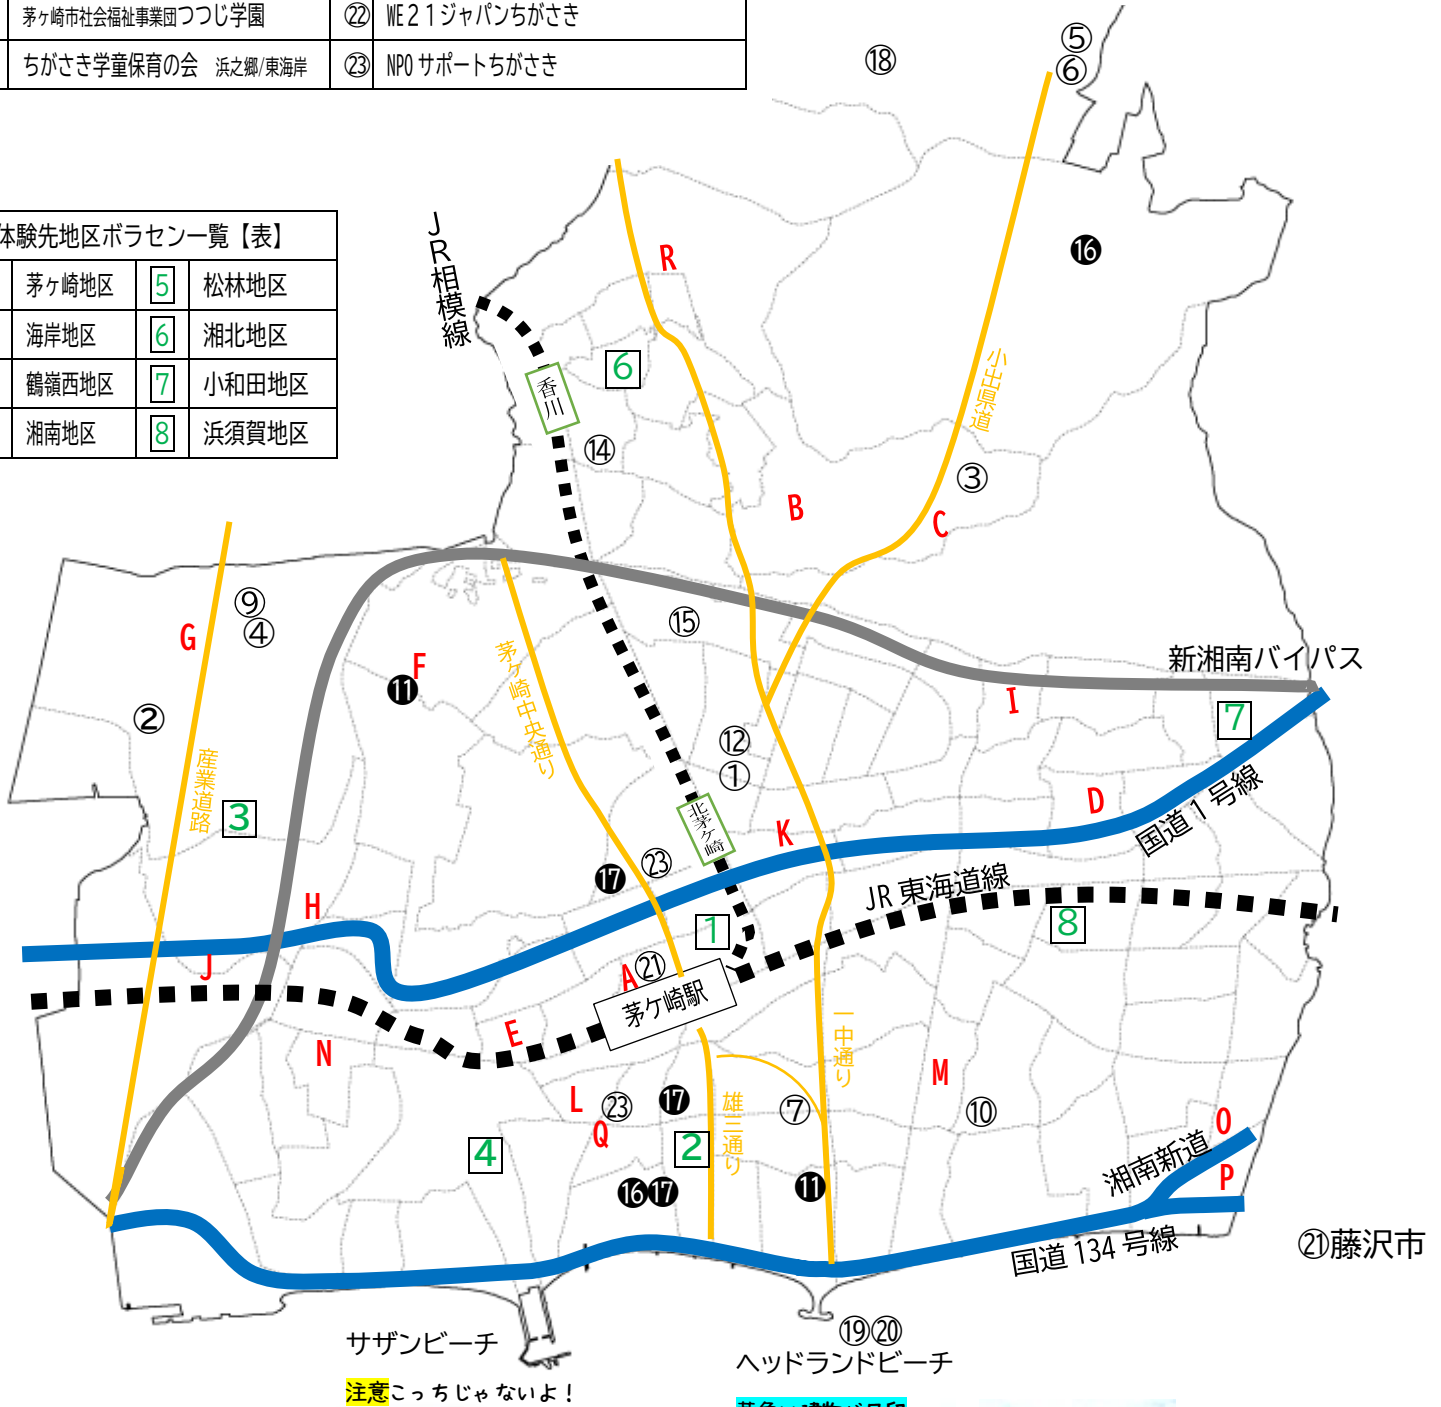 茅ヶ崎市社会福祉事業団つつじ学園 ㉒ WE21ジャパンちがさき
ちがさき学童保育の会 浜之郷/東海岸 ㉓ NPOサポートちがさき
⑤
⑱
⑥
体験先地区ボラセン一覧【表】
茅ヶ崎地区 5 松林地区
海岸地区 6 湘北地区
鶴嶺西地区 7 小和田地区
湘南地区 8 浜須賀地区
JR相模線
R
⓰
小出県道
6
香川
⑭
③
B
C
⑨
④
G
⑮
F
⓫
茅ヶ崎中央通り
新湘南バイパス
I
7
②
産業道路
⑫
①
3
北茅ケ崎
K
D
国道1号線
⓱
㉓
JR東海道線
H
1
8
J
A
㉑
茅ケ崎駅
E
一中通り
N
M
L
㉓
⓱
雄三通り
⑦
⑩
Q
O
4
2
湘南新道
P
⓰⓱
⓫
国道134号線
㉑藤沢市
⑲⑳
サザンビーチ
ヘッドランドビーチ
注意こっちじゃないよ！